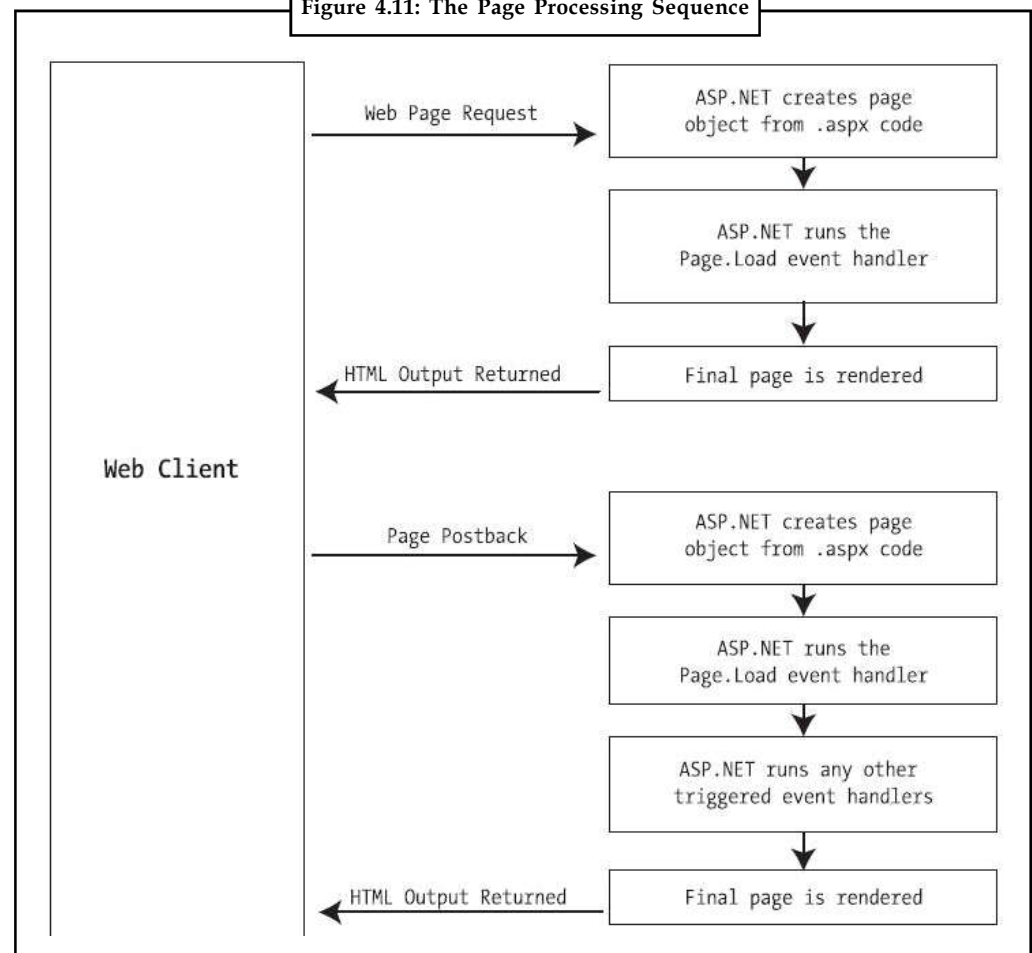 Figure 4.11: The Page Processing Sequence
Web Client
Web Page Request
ASP.NET creates page
object from .aspx code
ASP.NET runs the
Page.Load event handler
HTML Output Returned
Final page is rendered
Page Postback
ASP.NET creates page
object from .aspx code
ASP.NET runs the
Page.Load event handler
ASP.NET runs any other
triggered event handlers
HTML Output Returned
Final page is rendered